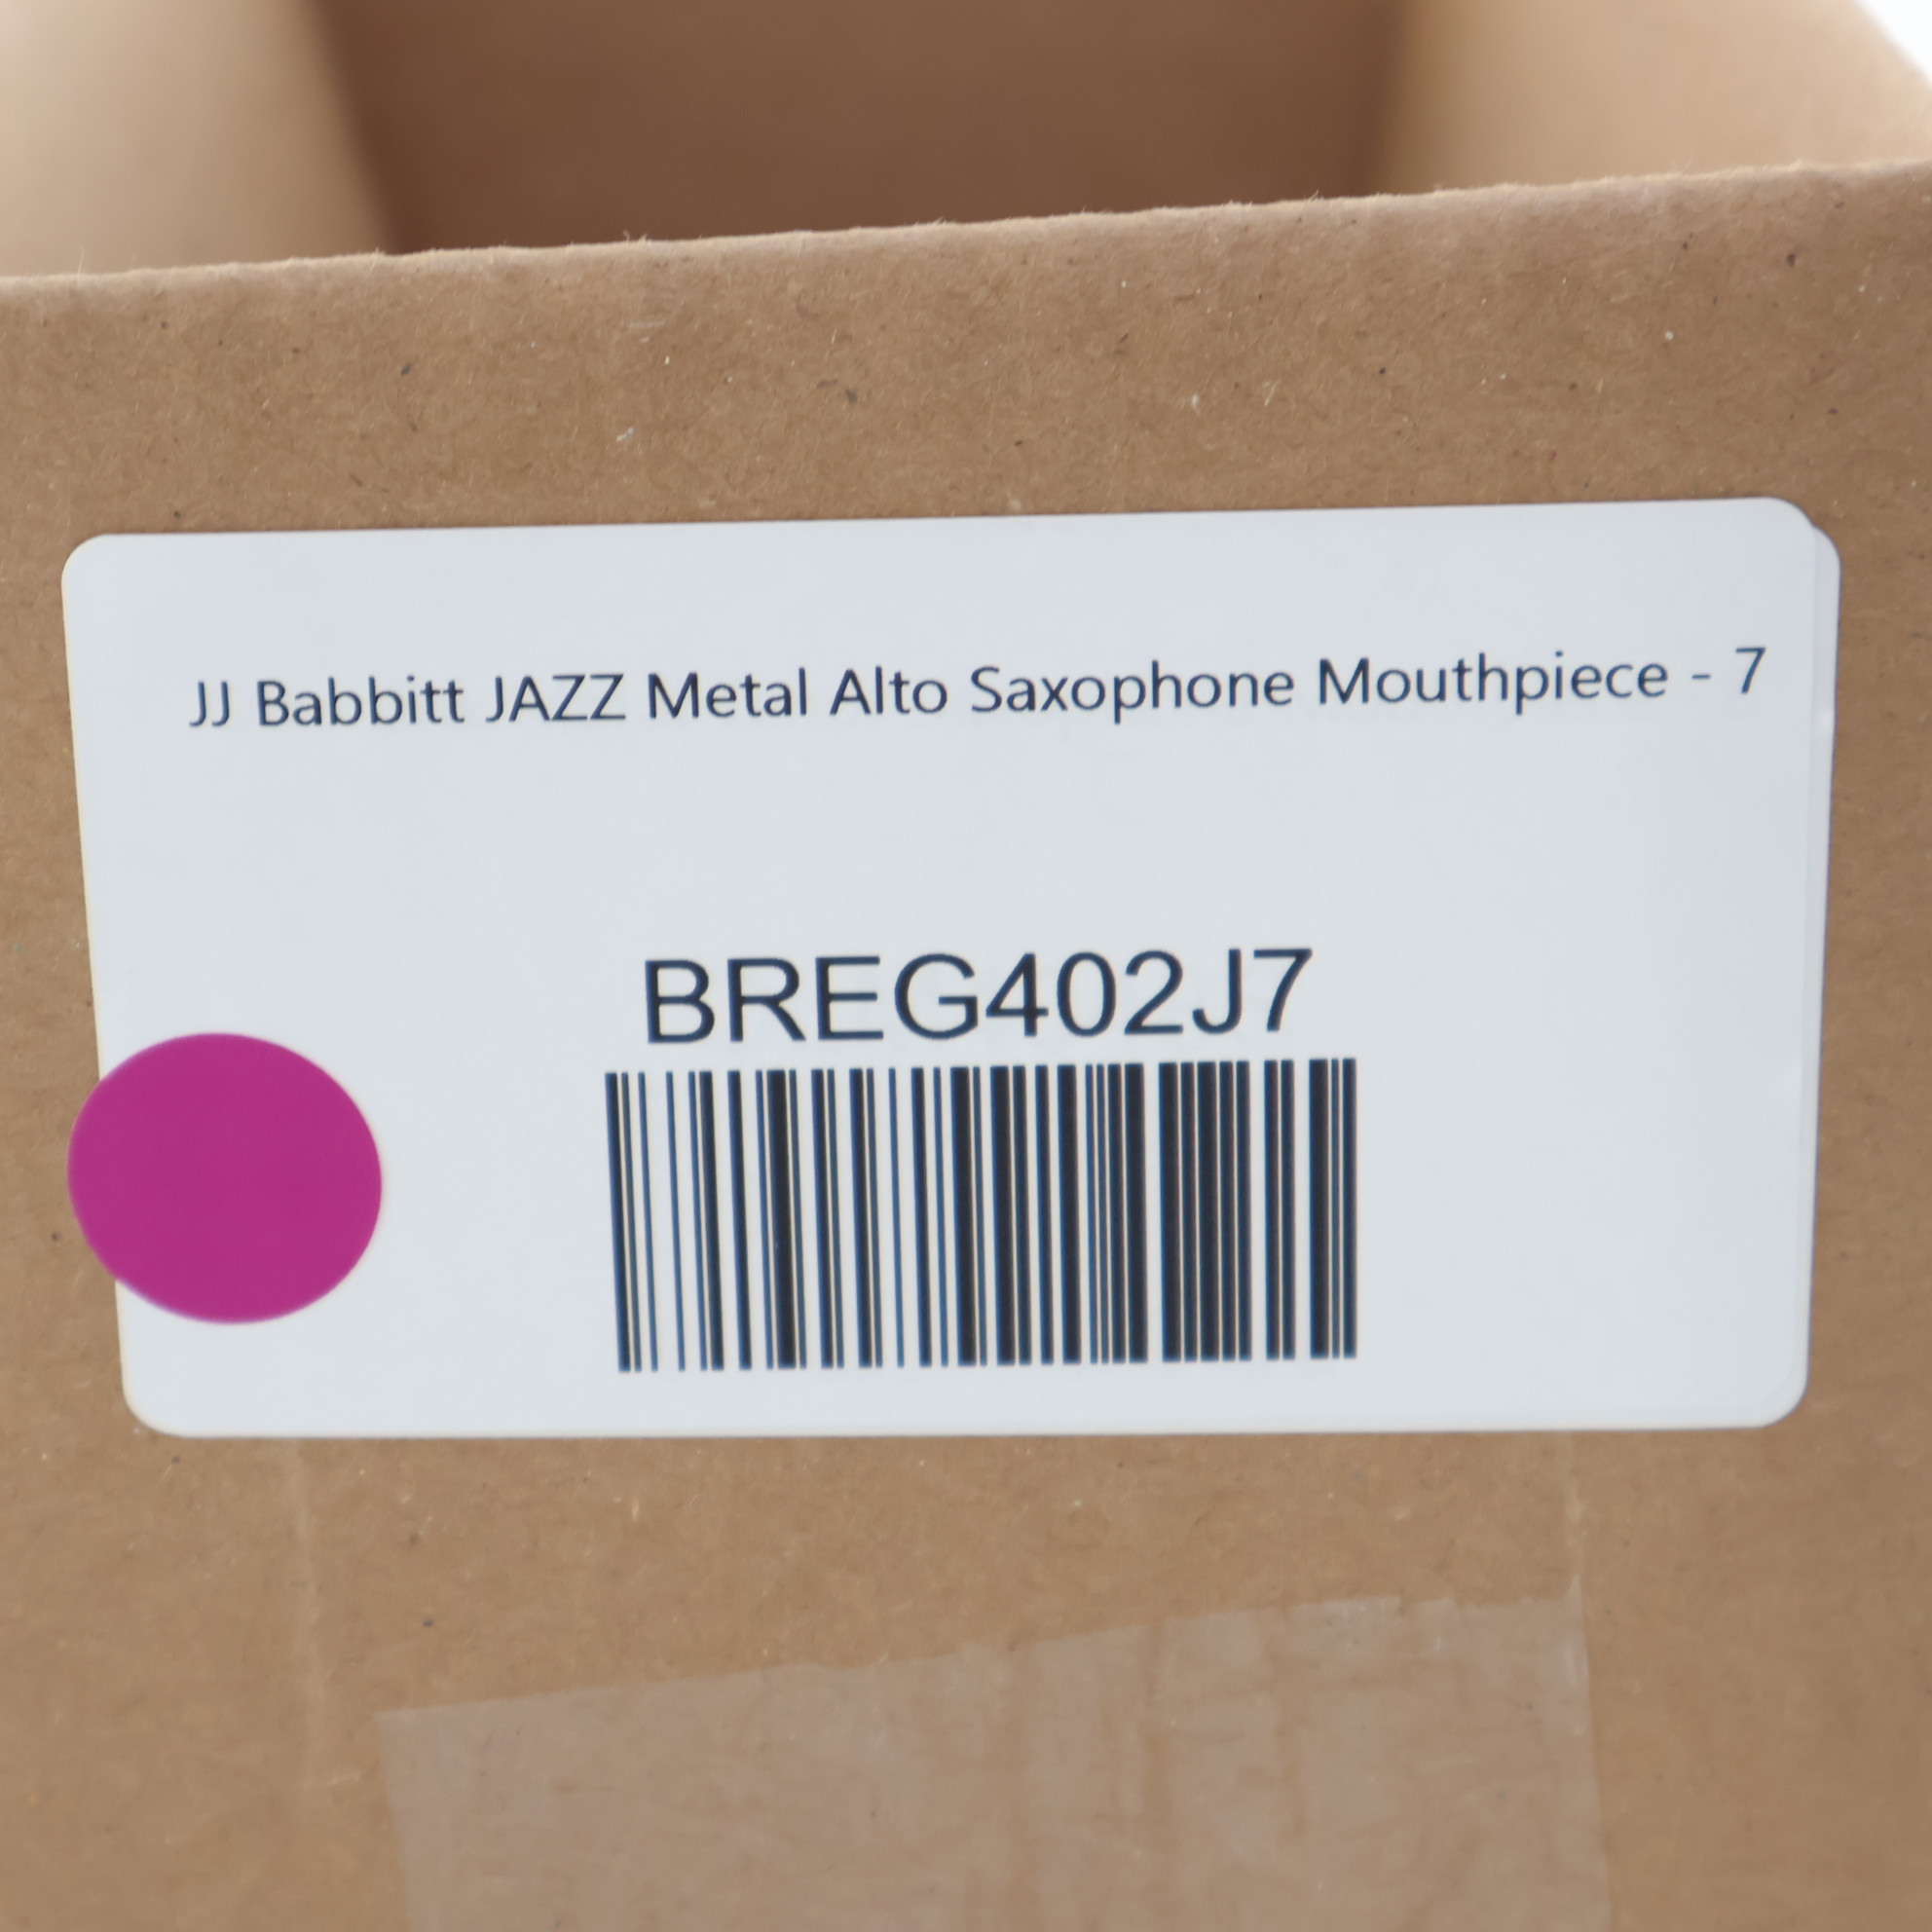 JJ Babbitt JAZZ Metal Alto Saxophone Mouthpiece - 7
BREG402J7